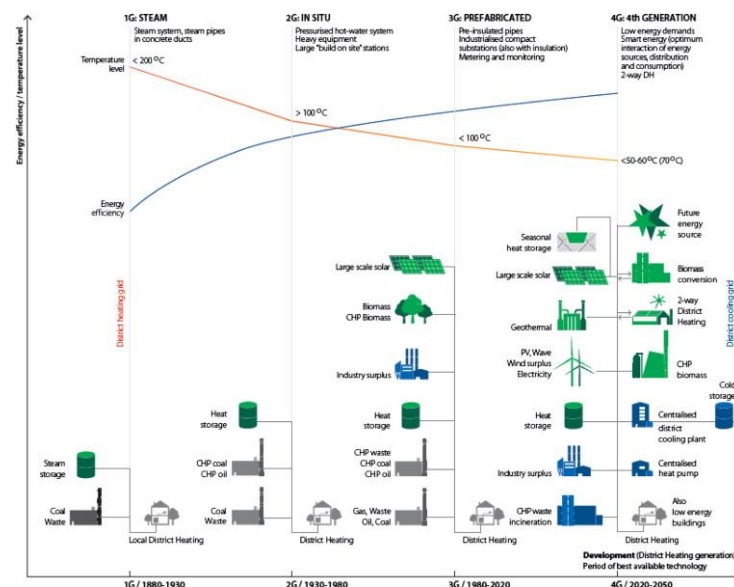 1G: STEAM
Steam system, steam pipes
in concrete ducts
2G: IN SITU
Pressurised hot-water system
Heavy equipment
Large "build on site" stations
3G: PREFABRICATED
Pre-insulated pipes
Industrialised compact
substations (also with insulation)
Metering and monitoring
4G: 4th GENERATION
Low energy demands
Smart energy (optimum
interaction of energy
sources, distribution
and consumption)
2-way DH
Energy efficiency / temperature level
Temperature
level
< 200 °C
> 100 °C
< 100 °C
<50-60°C (70°C)
Energy
efficiency
District heating grid
District cooling grid
Large scale solar
Biomass
CHP Biomass
Industry surplus
Seasonal
heat storage
Large scale solar
Geothermal
PV, Wave
Wind surplus
Electricity
Future
energy
source
Biomass
conversion
2-way
District
Heating
CHP
biomass
Cold
storage
Heat
storage
Heat
storage
Heat
storage
Centralised
district
cooling plant
Steam
storage
CHP coal
CHP oil
CHP waste
CHP coal
CHP oil
Industry surplus
Centralised
heat pump
Coal
Waste
Coal
Waste
Gas, Waste
Oil, Coal
CHP waste
incineration
Also
low energy
buildings
Local District Heating
District Heating
District Heating
District Heating
Development (District Heating generation)
Period of best available technology
1G / 1880-1930
2G / 1930-1980
3G / 1980-2020
4G / 2020-2050